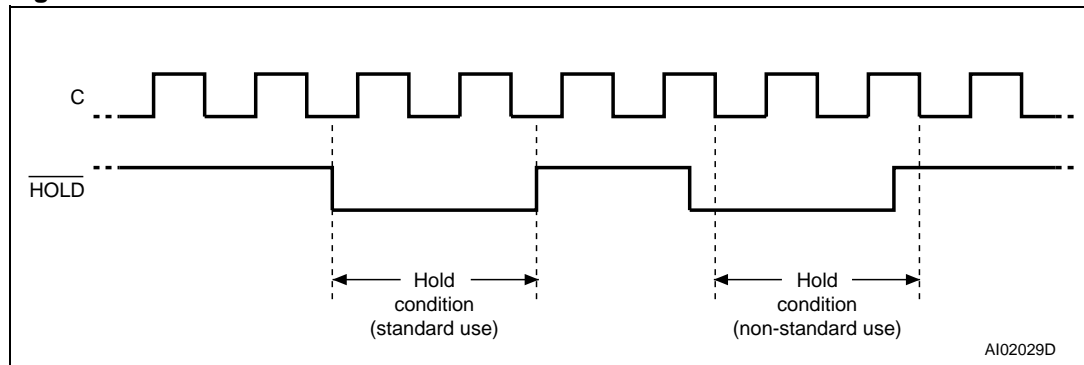 C
HOLD
Hold
condition
(standard use)
Hold
condition
(non-standard use)
AI02029D